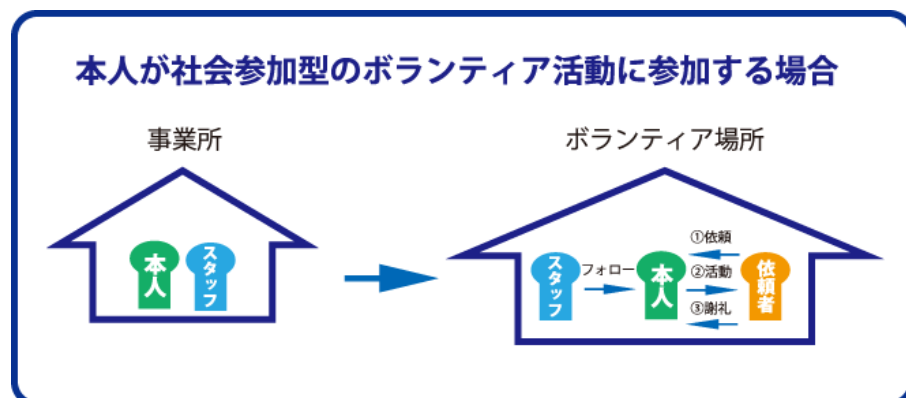 本人が社会参加型のボランティア活動に参加する場合
事業所
ボランティア場所
本人
スタッフ
スタッフ
フォロー
本人
①依頼
②活動
③謝礼
依頼者